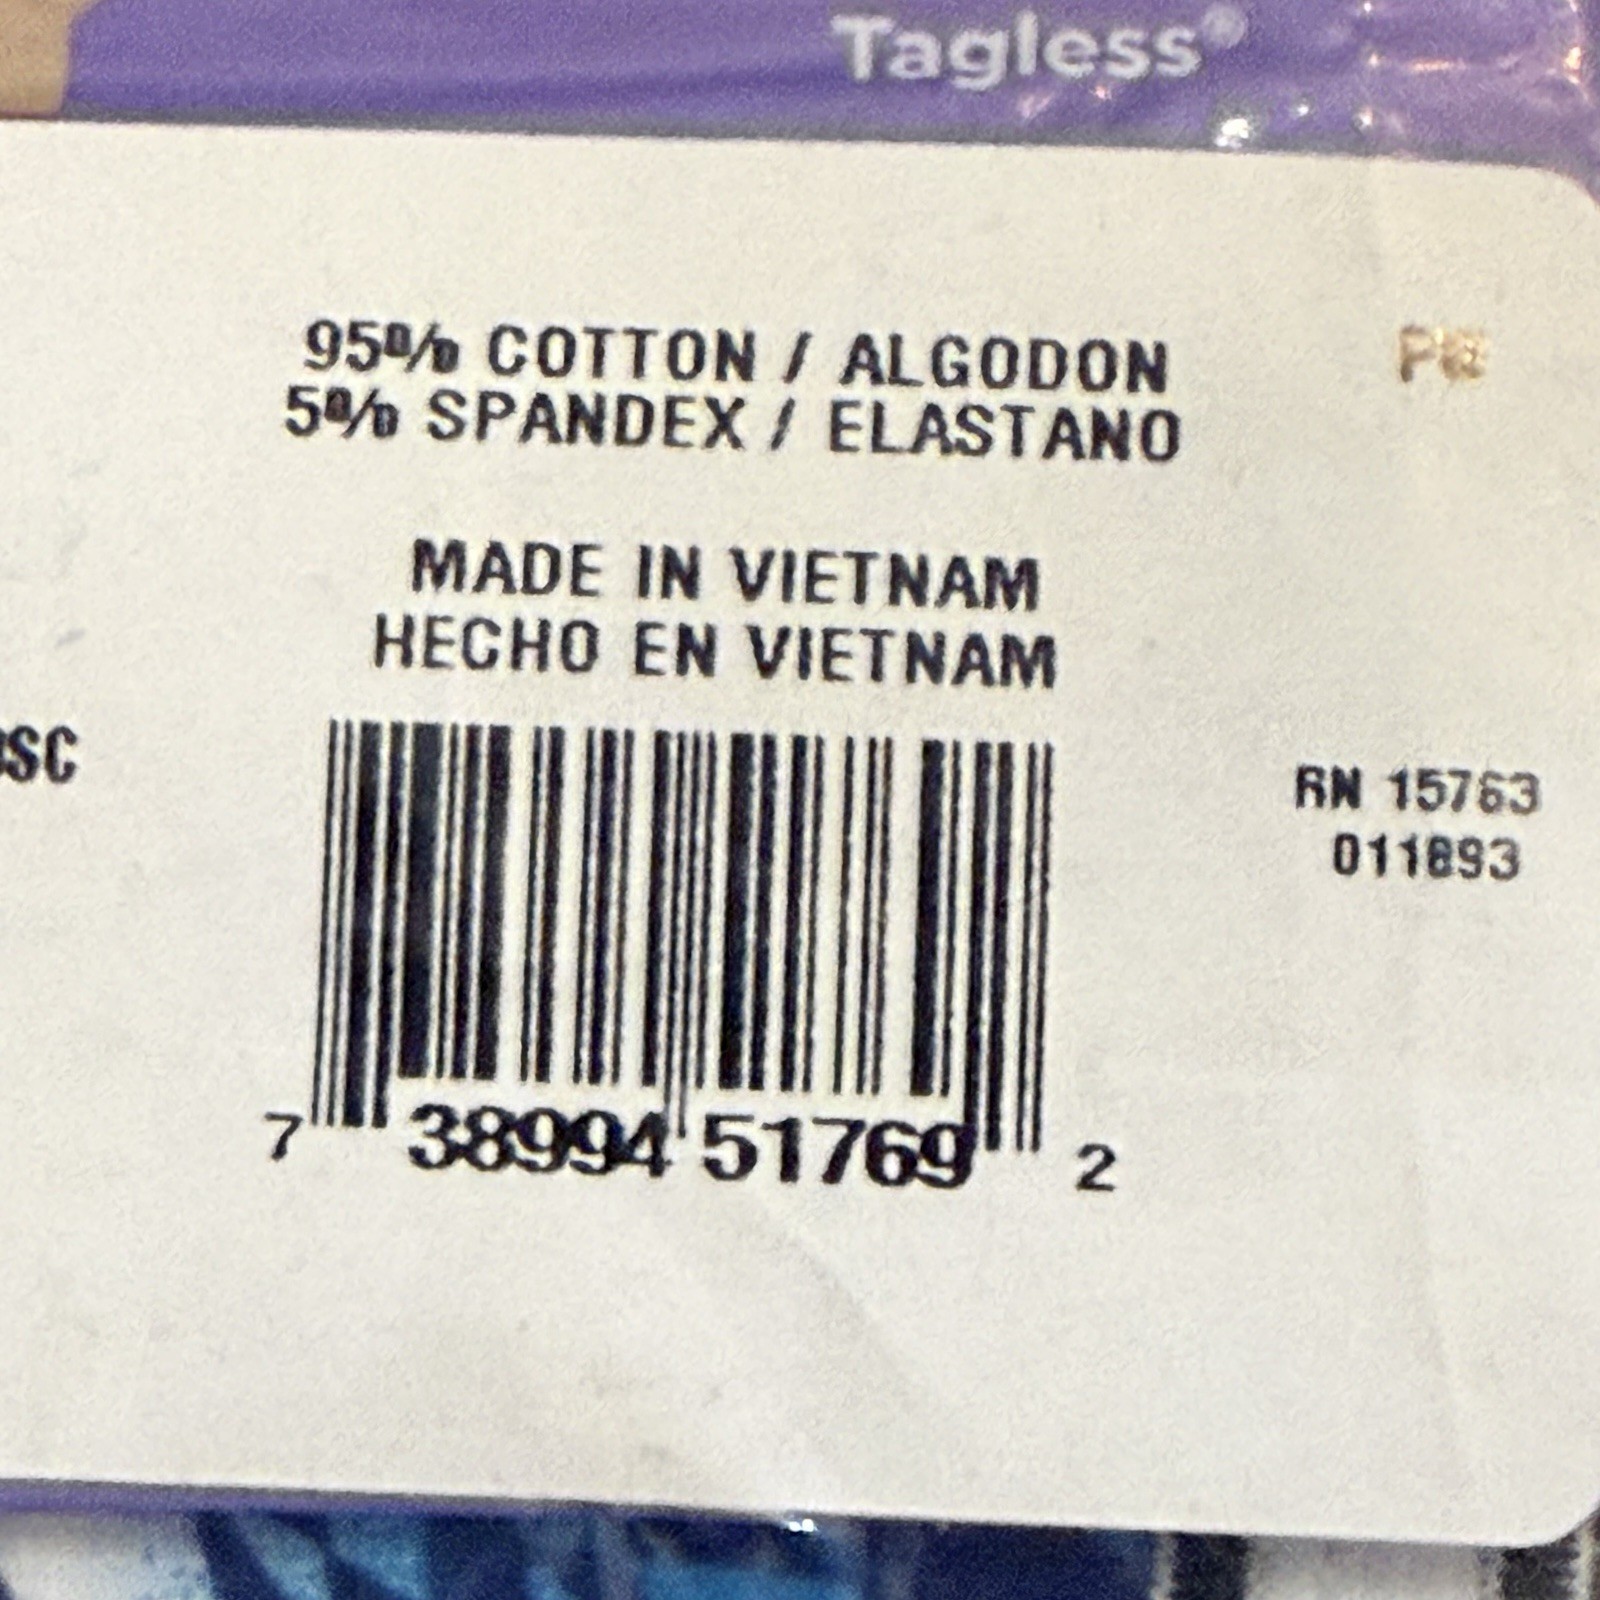 Tagless®
95% COTTON / ALGODON
5% SPANDEX / ELASTANO
MADE IN VIETNAM
HECHO EN VIETNAM
RN 15763
011893
7 38994 51769 2